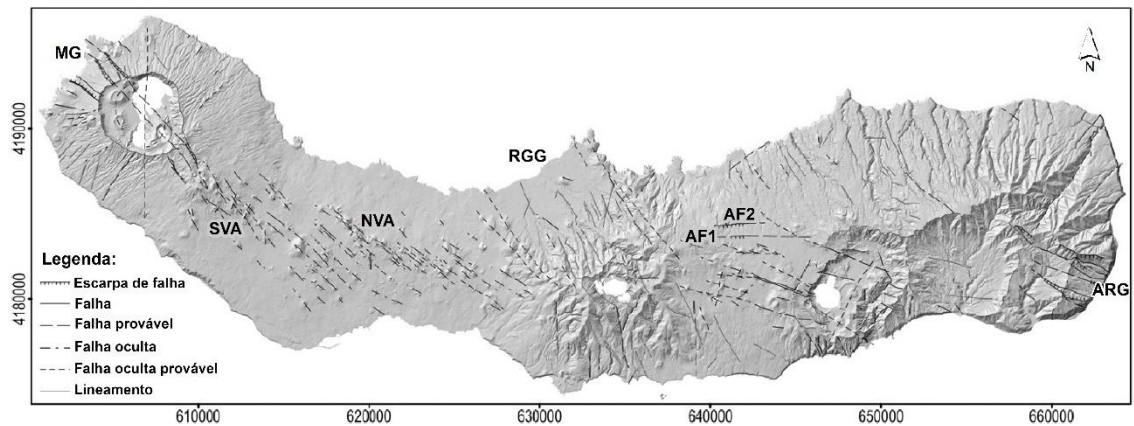 MG
N
4190000
RGG
AF2
NVA
AF1
SVA
Legenda:
Escarpa de falha
4180000
ARG
Falha
Falha provável
Falha oculta
Falha oculta provável
Lineamento
610000
620000
630000
640000
650000
660000